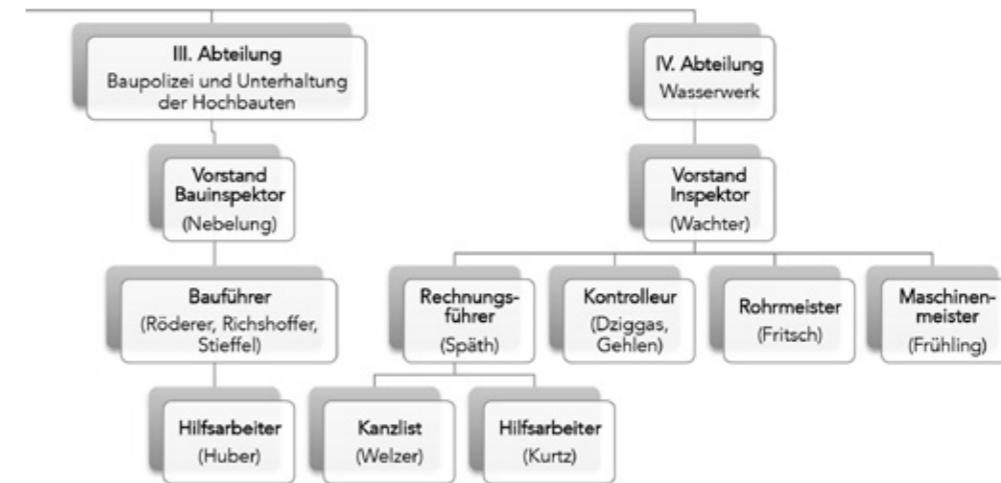 III. Abteilung
Baupolizei und Unterhaltung
der Hochbauten
IV. Abteilung
Wasserwerk
Vorstand
Bauinspektor
(Nebelung)
Vorstand
Inspektor
(Wachter)
Bauführer
(Röderer, Richshoffer,
Stieffel)
Rechnungs-
führer
(Späth)
Kontrolleur
(Dziggas,
Gehlen)
Rohrmeister
(Fritsch)
Maschinen-
meister
(Frühling)
Hilfsarbeiter
(Huber)
Kanzlist
(Welzer)
Hilfsarbeiter
(Kurtz)